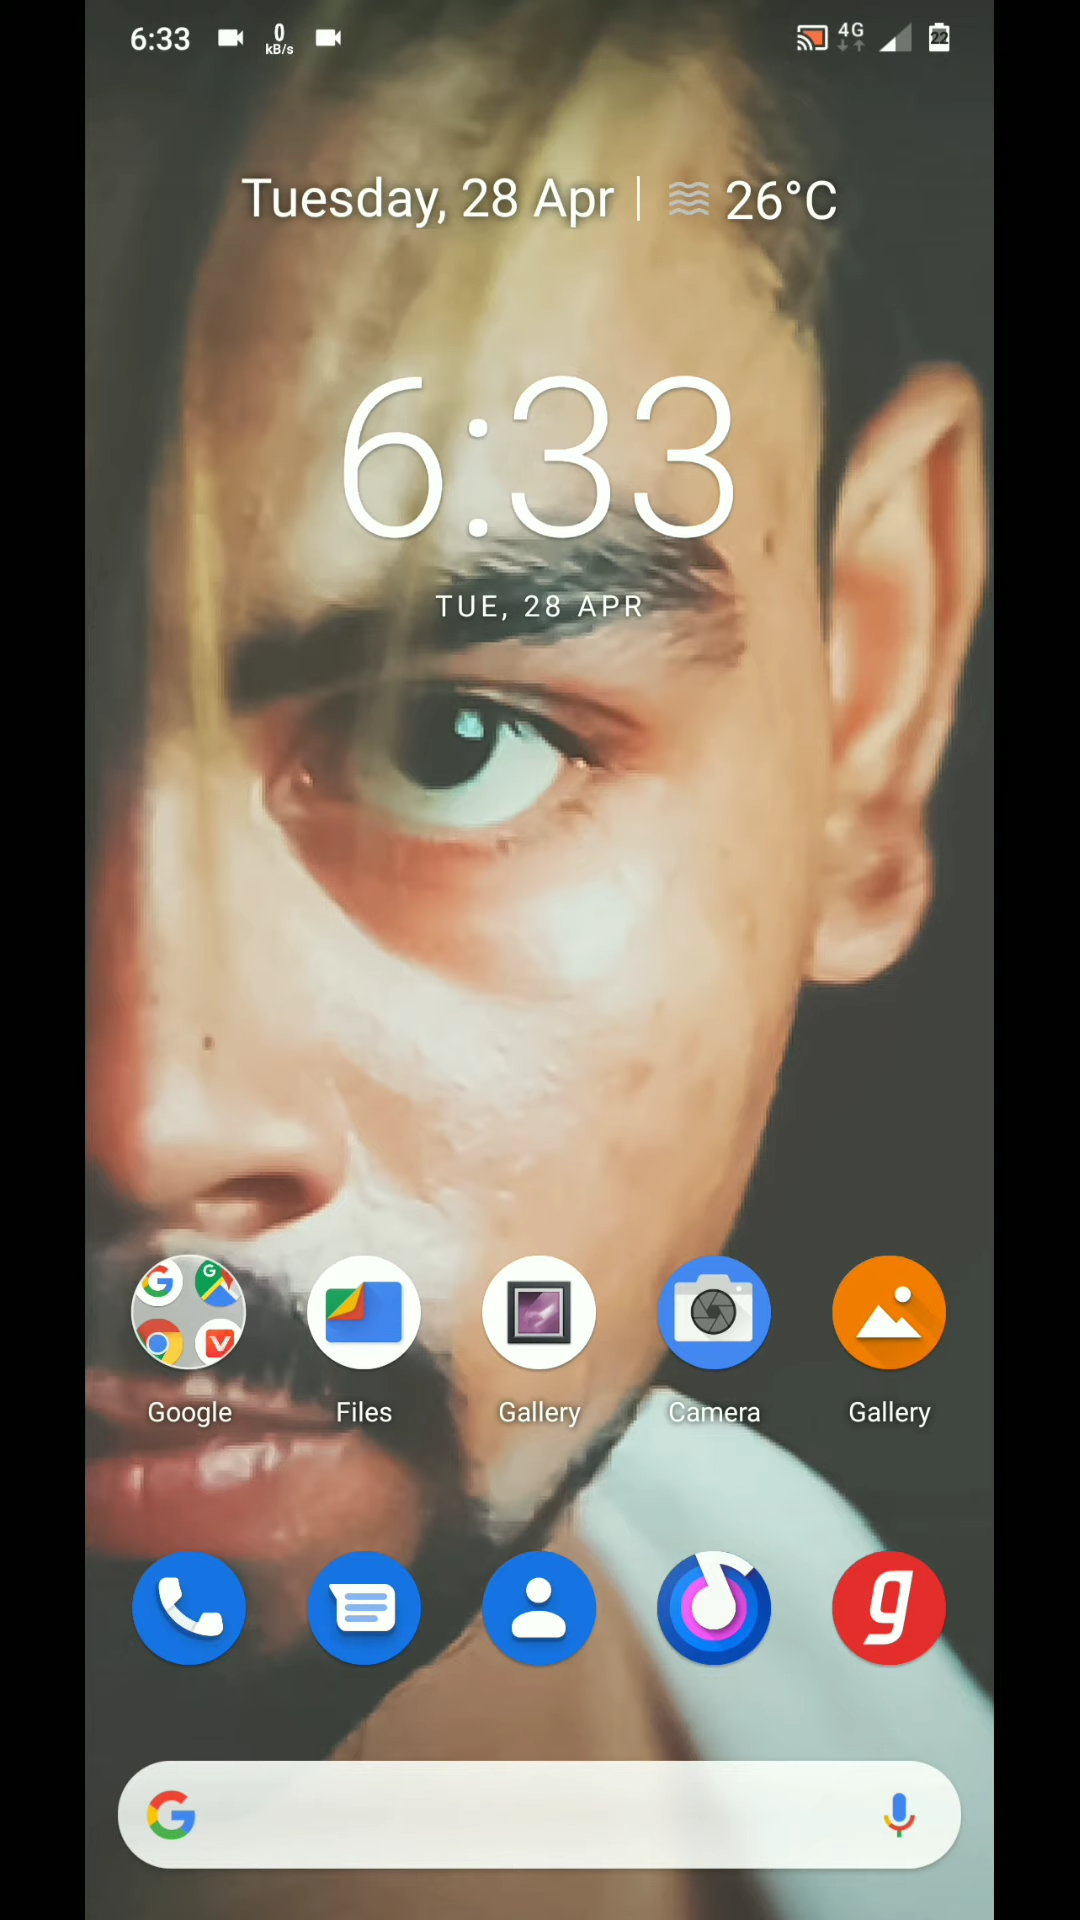 6:33 0 kB/s 4G 22
Tuesday, 28 Apr | 26°C
6:33
TUE, 28 APR
Google Files Gallery Camera Gallery